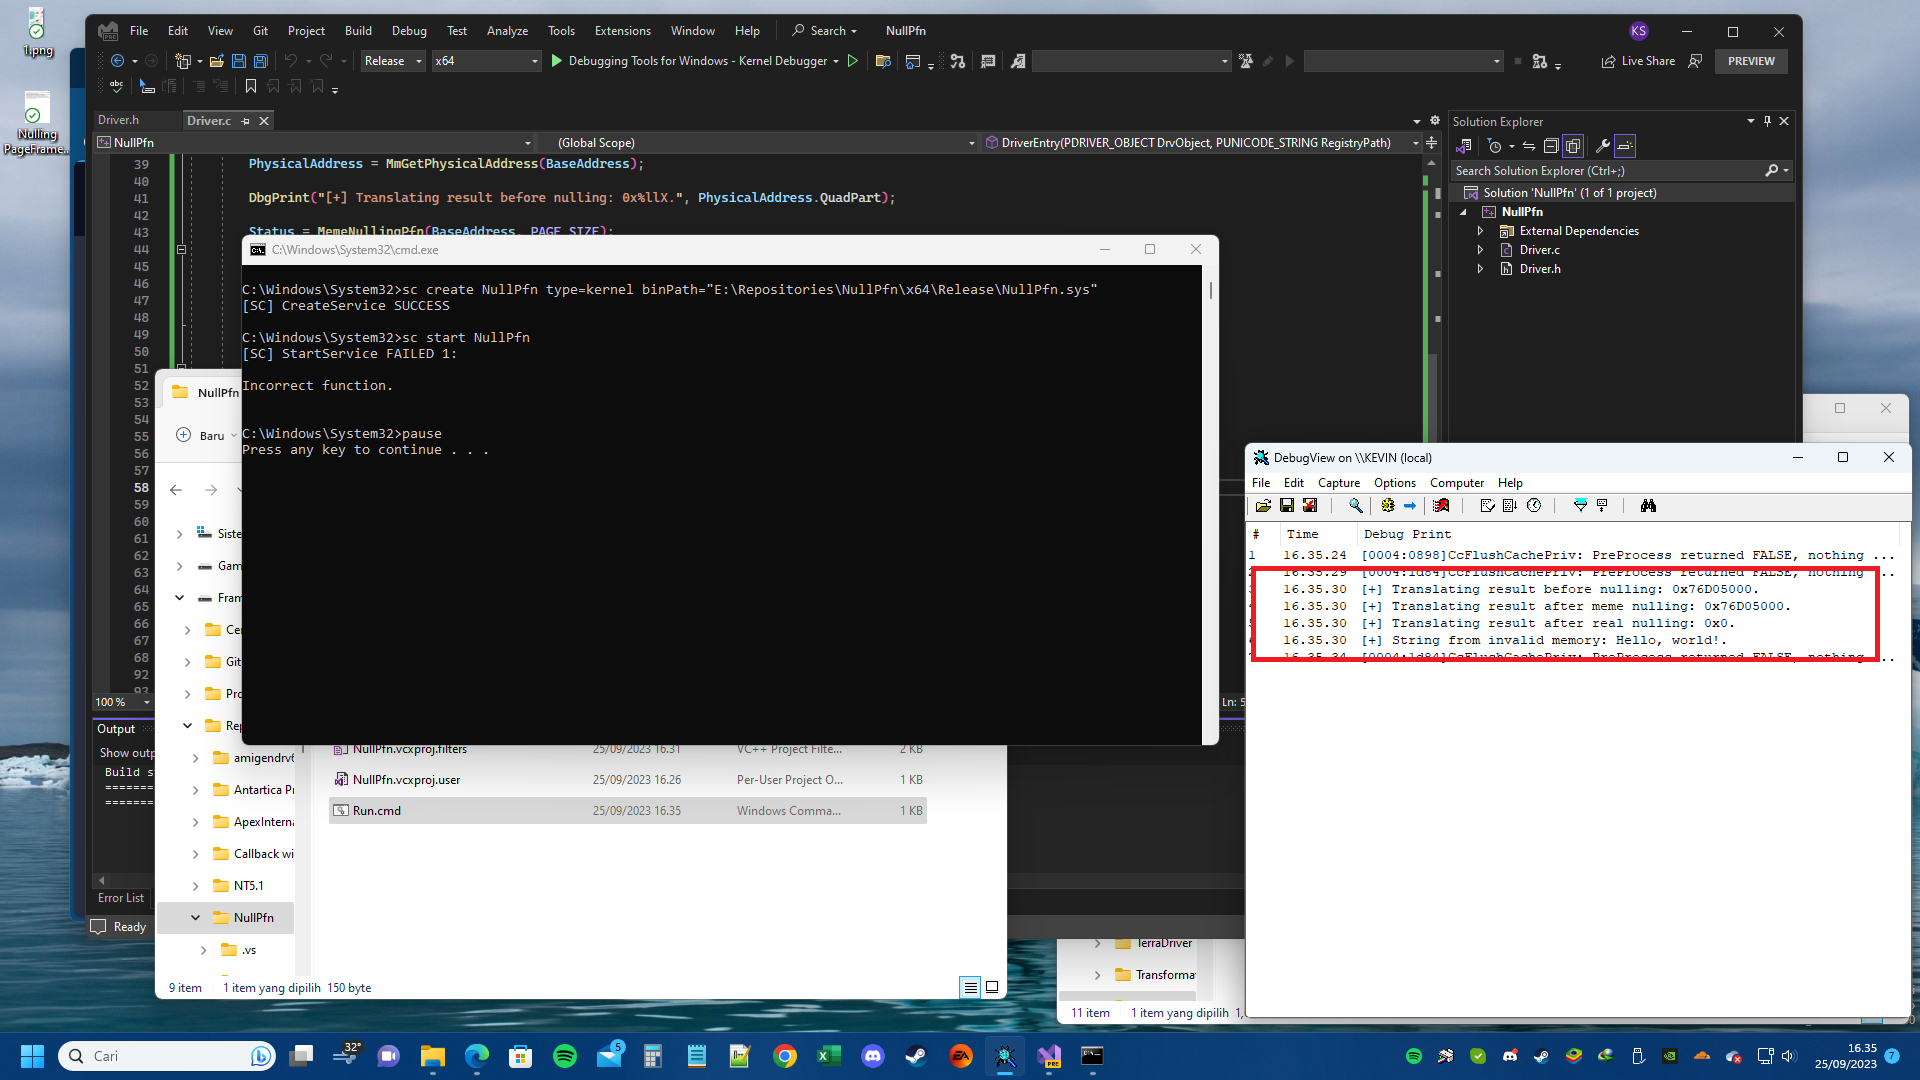 1.png
Nulling
PageFrame...
File Edit View Git Project Build Debug Test Analyze Tools Extensions Window Help Search NullPfn KS
Release x64 Debugging Tools for Windows - Kernel Debugger Live Share PREVIEW
Driver.h Driver.c
NullPfn (Global Scope) DriverEntry(PDRIVER_OBJECT DrvObject, PUNICODE_STRING RegistryPath)
39 PhysicalAddress = MmGetPhysicalAddress(BaseAddress);
40
41 DbgPrint("[+] Translating result before nulling: 0x%llX.", PhysicalAddress.QuadPart);
42
43 Status = MemeNullingPfn(BaseAddress, PAGE_SIZE);
44
45
46
47
48
49
50
51
52
53
54
55
56
57
58
59
60
61
62
63
64
65
66
67
68
92
93
100 %
Ln: 5
Output
Show outp
Build s
Error List
Ready
Solution Explorer
Search Solution Explorer (Ctrl+;)
Solution 'NullPfn' (1 of 1 project)
NullPfn
External Dependencies
Driver.c
Driver.h
C:\Windows\System32\cmd.exe
C:\Windows\System32>sc create NullPfn type=kernel binPath="E:\Repositories\NullPfn\x64\Release\NullPfn.sys"
[SC] CreateService SUCCESS
C:\Windows\System32>sc start NullPfn
[SC] StartService FAILED 1:
Incorrect function.
C:\Windows\System32>pause
Press any key to continue . . .
NullPfn
Baru
Siste
Gam
Fram
Cer
Git
Pro
Rep
amigendrv6
Antartica Pr
ApexInterna
Callback wi
NT5.1
NullPfn
.vs
NullPfn.vcxproj.filters 25/09/2023 16.31 VC++ Project Filte... 2 KB
NullPfn.vcxproj.user 25/09/2023 16.26 Per-User Project O... 1 KB
Run.cmd 25/09/2023 16.35 Windows Comma... 1 KB
9 item 1 item yang dipilih 150 byte
TerraDriver
Transforma
11 item 1 item yang dipilih 1,
DebugView on \\KEVIN (local)
File Edit Capture Options Computer Help
# Time Debug Print
1 16.35.24 [0004:0898]CcFlushCachePriv: PreProcess returned FALSE, nothing ...
16.35.29 [0004:1d84]CcFlushCachePriv: PreProcess returned FALSE, nothing ...
16.35.30 [+] Translating result before nulling: 0x76D05000.
16.35.30 [+] Translating result after meme nulling: 0x76D05000.
16.35.30 [+] Translating result after real nulling: 0x0.
16.35.30 [+] String from invalid memory: Hello, world!.
16.35.34 [0004:1d84]CcFlushCachePriv: PreProcess returned FALSE, nothing ...
Cari 32° 5 16.35
25/09/2023 7